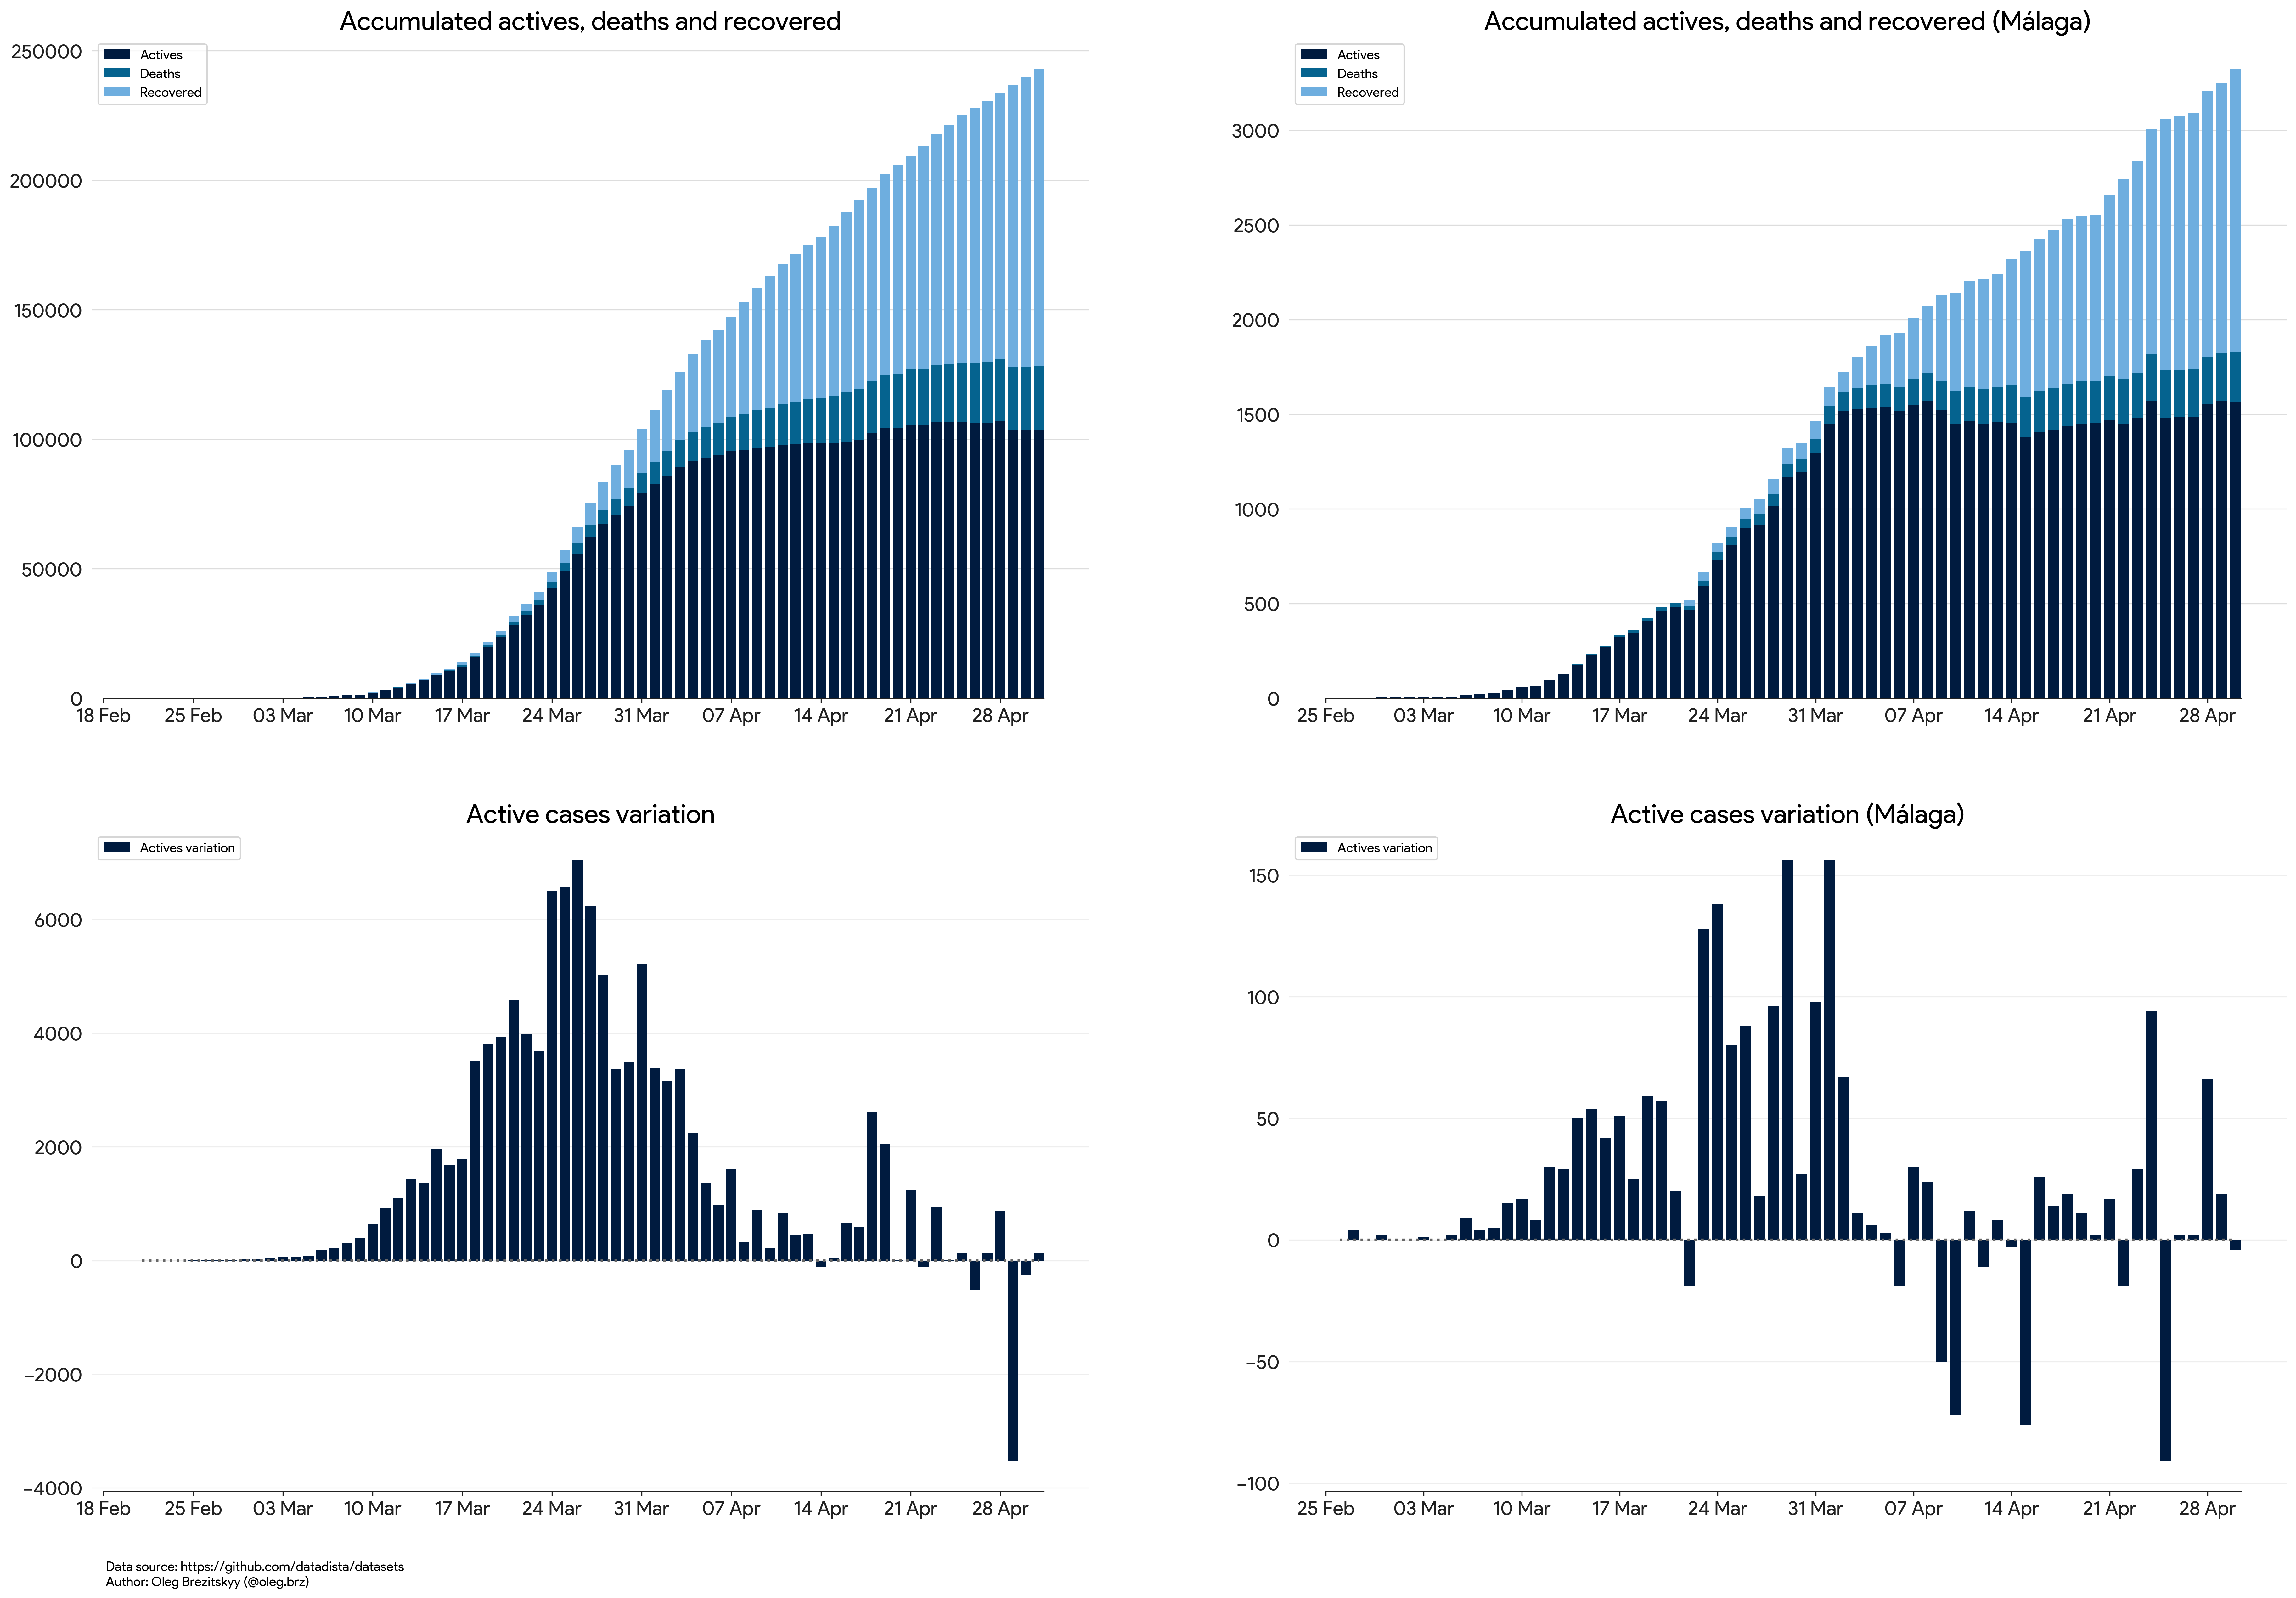 Accumulated actives, deaths and recovered
250000
200000
150000
100000
50000
0
Actives
Deaths
Recovered
18 Feb 25 Feb 03 Mar 10 Mar 17 Mar 24 Mar 31 Mar 07 Apr 14 Apr 21 Apr 28 Apr
Accumulated actives, deaths and recovered (Málaga)
3000
2500
2000
1500
1000
500
0
Actives
Deaths
Recovered
25 Feb 03 Mar 10 Mar 17 Mar 24 Mar 31 Mar 07 Apr 14 Apr 21 Apr 28 Apr
Active cases variation
6000
4000
2000
0
−2000
−4000
Actives variation
18 Feb 25 Feb 03 Mar 10 Mar 17 Mar 24 Mar 31 Mar 07 Apr 14 Apr 21 Apr 28 Apr
Active cases variation (Málaga)
150
100
50
0
−50
−100
Actives variation
25 Feb 03 Mar 10 Mar 17 Mar 24 Mar 31 Mar 07 Apr 14 Apr 21 Apr 28 Apr
Data source: https://github.com/datadista/datasets
Author: Oleg Brezitskyy (@oleg.brz)